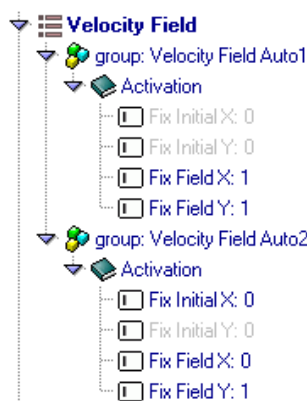 Velocity Field
group: Velocity Field Auto1
Activation
Fix Initial X: 0
Fix Initial Y: 0
Fix Field X: 1
Fix Field Y: 1
group: Velocity Field Auto2
Activation
Fix Initial X: 0
Fix Initial Y: 0
Fix Field X: 0
Fix Field Y: 1